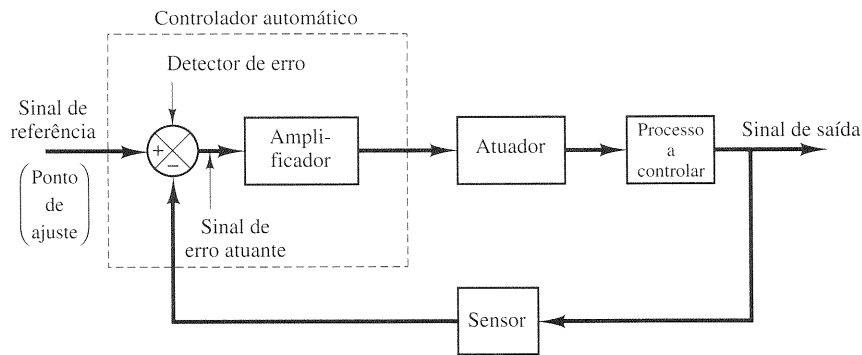 Controlador automático
Detector de erro
Sinal de
referência
Ponto
de
ajuste
+
−
Ampli-
ficador
Sinal de
erro atuante
Atuador
Processo
a
controlar
Sinal de saída
Sensor